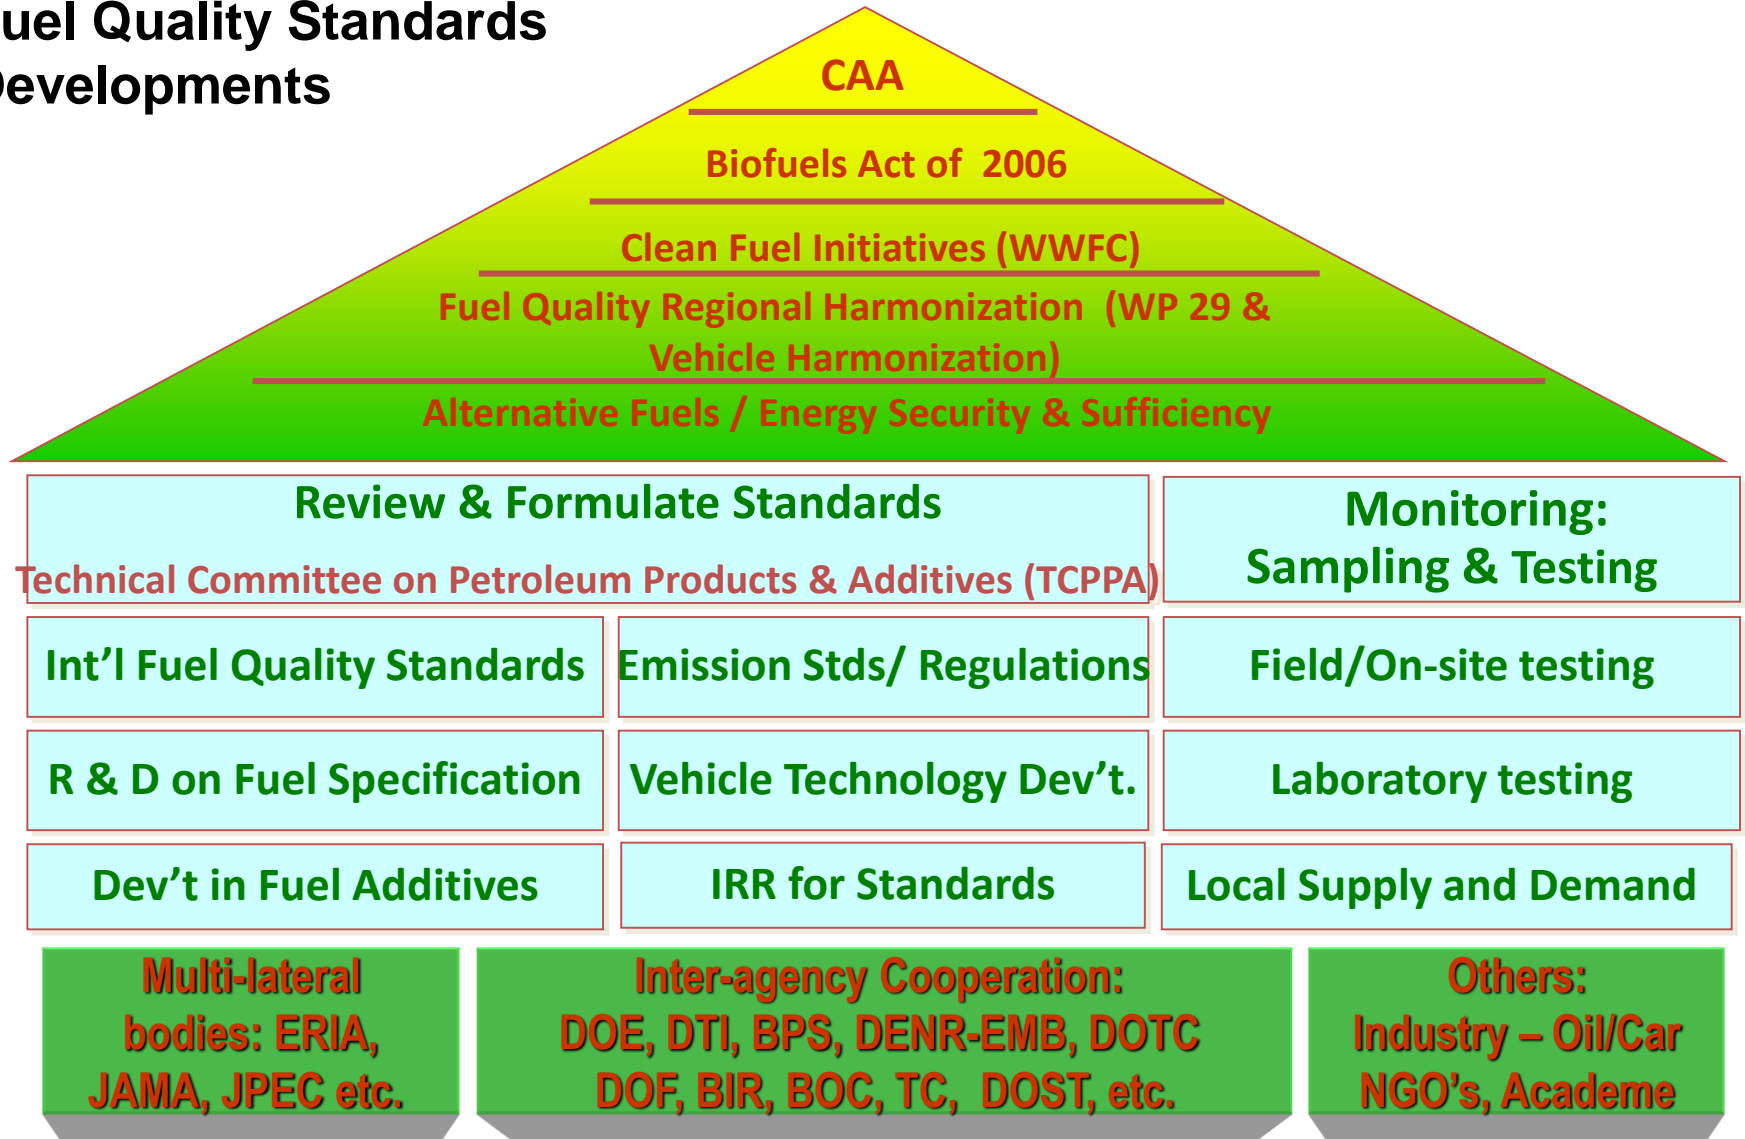 uel Quality Standards
Developments
CAA
Biofuels Act of 2006
Clean Fuel Initiatives (WWFC)
Fuel Quality Regional Harmonization (WP 29 &
Vehicle Harmonization)
Alternative Fuels / Energy Security & Sufficiency
Review & Formulate Standards
Technical Committee on Petroleum Products & Additives (TCPPA)
Monitoring:
Sampling & Testing
Int’l Fuel Quality Standards
Emission Stds/ Regulations
Field/On-site testing
R & D on Fuel Specification
Vehicle Technology Dev’t.
Laboratory testing
Dev’t in Fuel Additives
IRR for Standards
Local Supply and Demand
Multi-lateral
bodies: ERIA,
JAMA, JPEC etc.
Inter-agency Cooperation:
DOE, DTI, BPS, DENR-EMB, DOTC
DOF, BIR, BOC, TC, DOST, etc.
Others:
Industry – Oil/Car
NGO’s, Academe